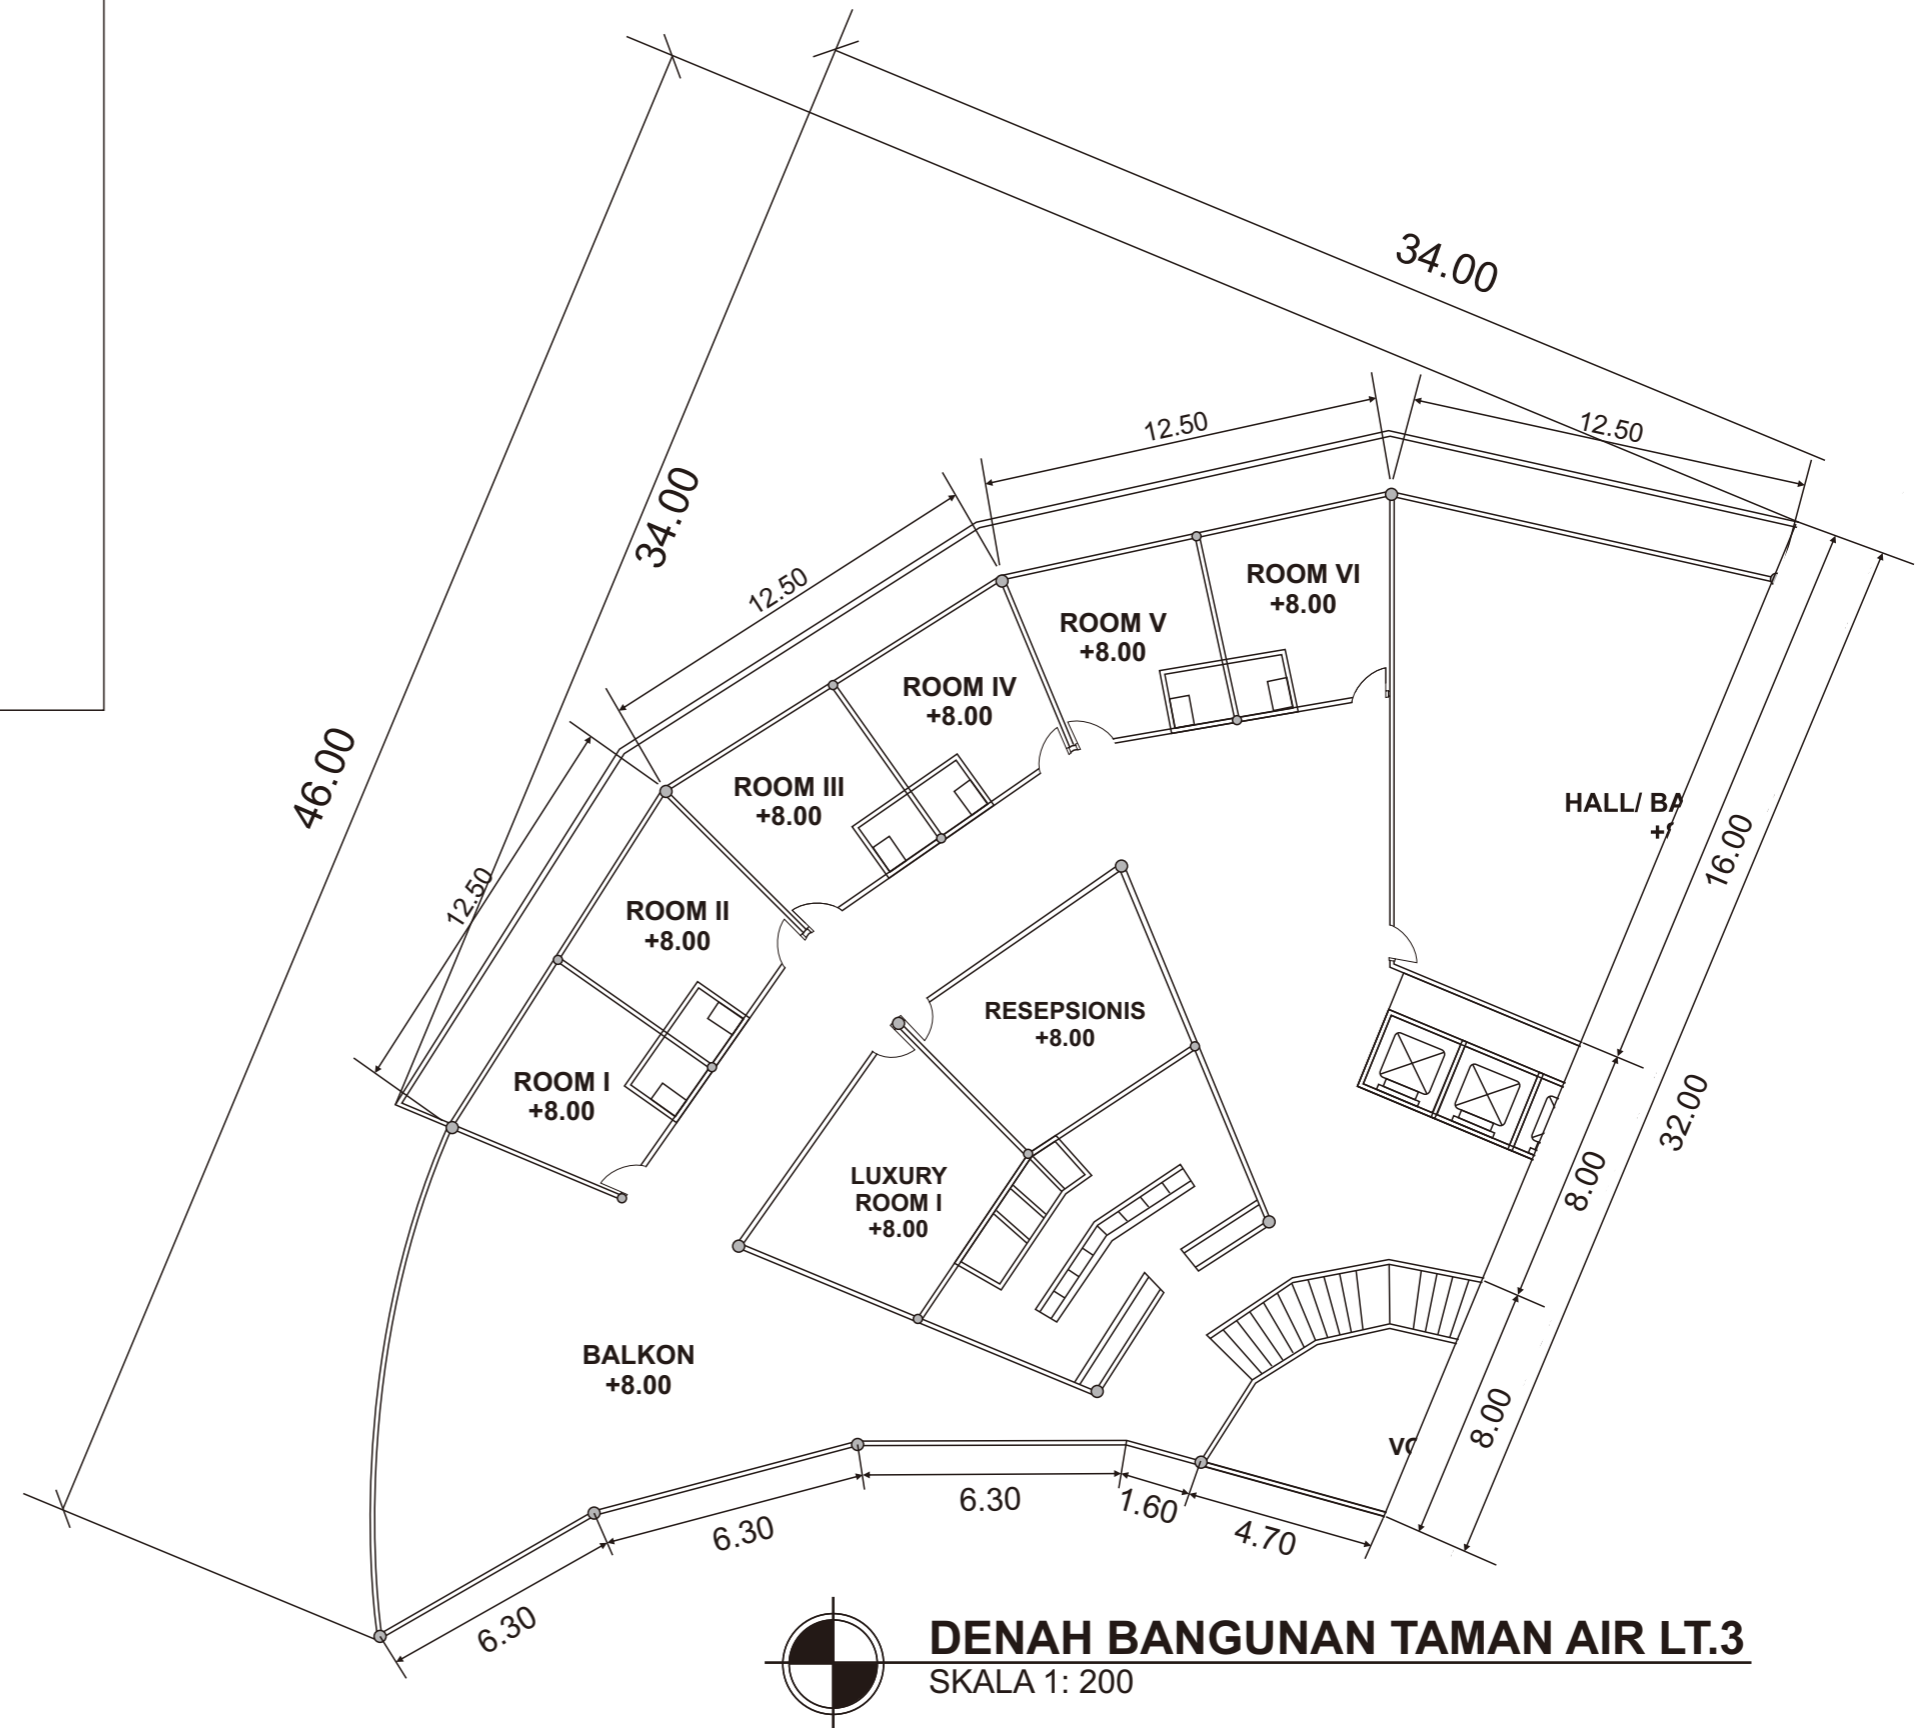 34.00
12.50
12.50
34.00
12.50
ROOM VI
+8.00
ROOM V
+8.00
ROOM IV
+8.00
46.00
ROOM III
+8.00
HALL/
16.00
12.50
ROOM II
+8.00
RESEPSIONIS
+8.00
ROOM I
+8.00
32.00
8.00
LUXURY
ROOM I
+8.00
BALKON
+8.00
8.00
6.30
6.30
6.30
1.60
4.70
DENAH BANGUNAN TAMAN AIR LT.3
SKALA 1: 200